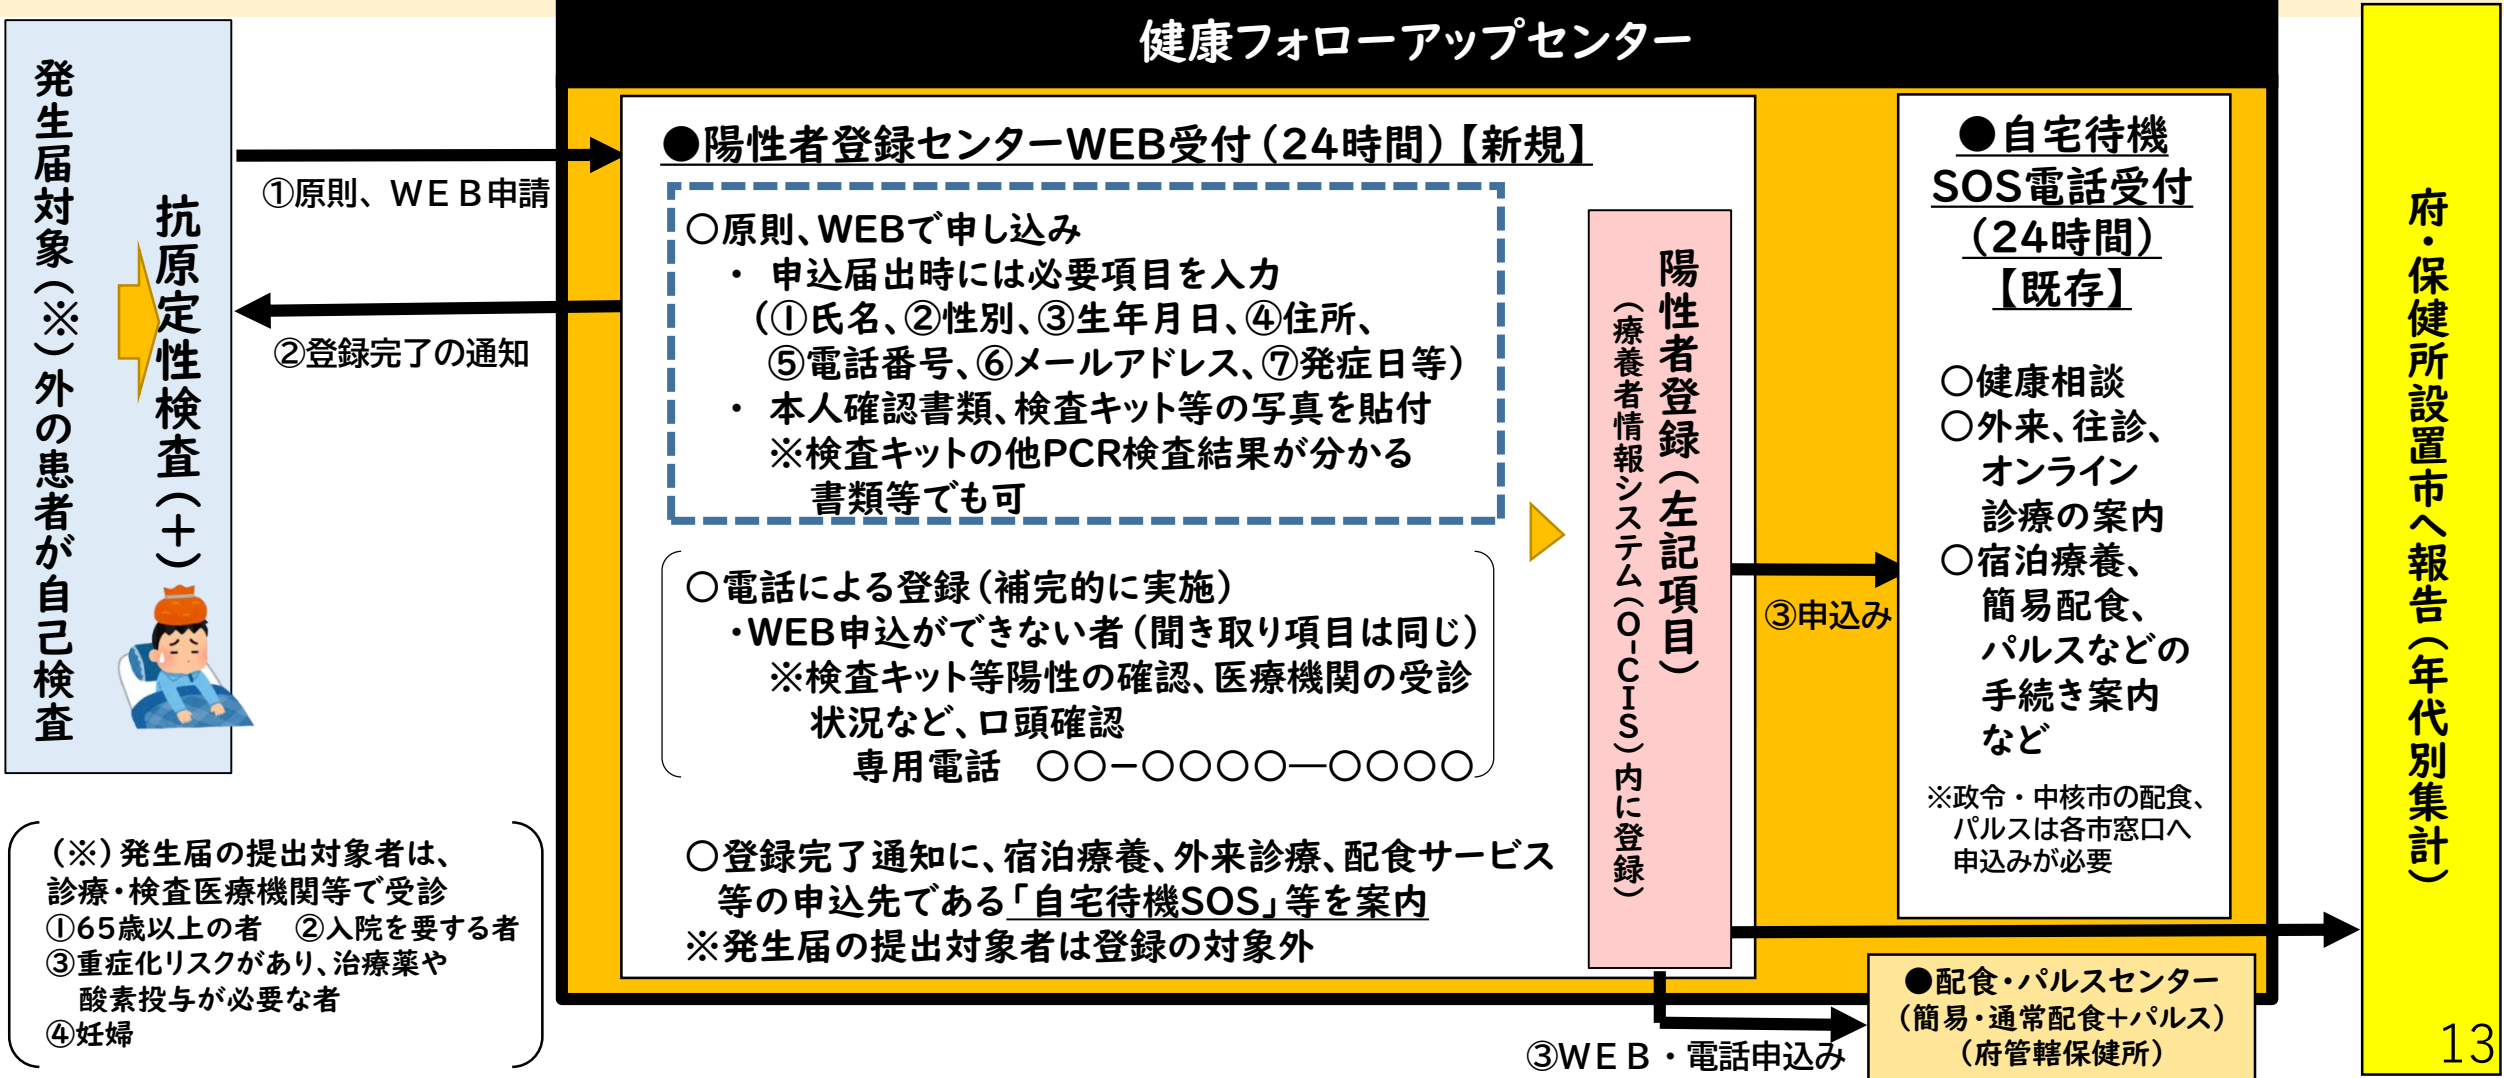 健康フォローアップセンター
発生届対象(※)外の患者が自己検査
抗原定性検査(+)
①原則、WEB申請
②登録完了の通知
(※)発生届の提出対象者は、
診療・検査医療機関等で受診
①65歳以上の者 ②入院を要する者
③重症化リスクがあり、治療薬や
酸素投与が必要な者
④妊婦
●陽性者登録センターWEB受付(24時間)【新規】
○原則、WEBで申し込み
・ 申込届出時には必要項目を入力
(①氏名、②性別、③生年月日、④住所、
⑤電話番号、⑥メールアドレス、⑦発症日等)
・ 本人確認書類、検査キット等の写真を貼付
※検査キットの他PCR検査結果が分かる
書類等でも可
○電話による登録(補完的に実施)
・WEB申込ができない者(聞き取り項目は同じ)
※検査キット等陽性の確認、医療機関の受診
状況など、口頭確認
専用電話 ○○-○○○○―○○○○
○登録完了通知に、宿泊療養、外来診療、配食サービス
等の申込先である「自宅待機SOS」等を案内
※発生届の提出対象者は登録の対象外
陽性者登録(左記項目)
(療養者情報システム(O-CIS)内に登録)
③申込み
●自宅待機
SOS電話受付
(24時間)
【既存】
○健康相談
○外来、往診、
オンライン
診療の案内
○宿泊療養、
簡易配食、
パルスなどの
手続き案内
など
※政令・中核市の配食、
パルスは各市窓口へ
申込みが必要
③WEB・電話申込み
●配食・パルスセンター
(簡易・通常配食+パルス)
(府管轄保健所)
府・保健所設置市へ報告(年代別集計)
13